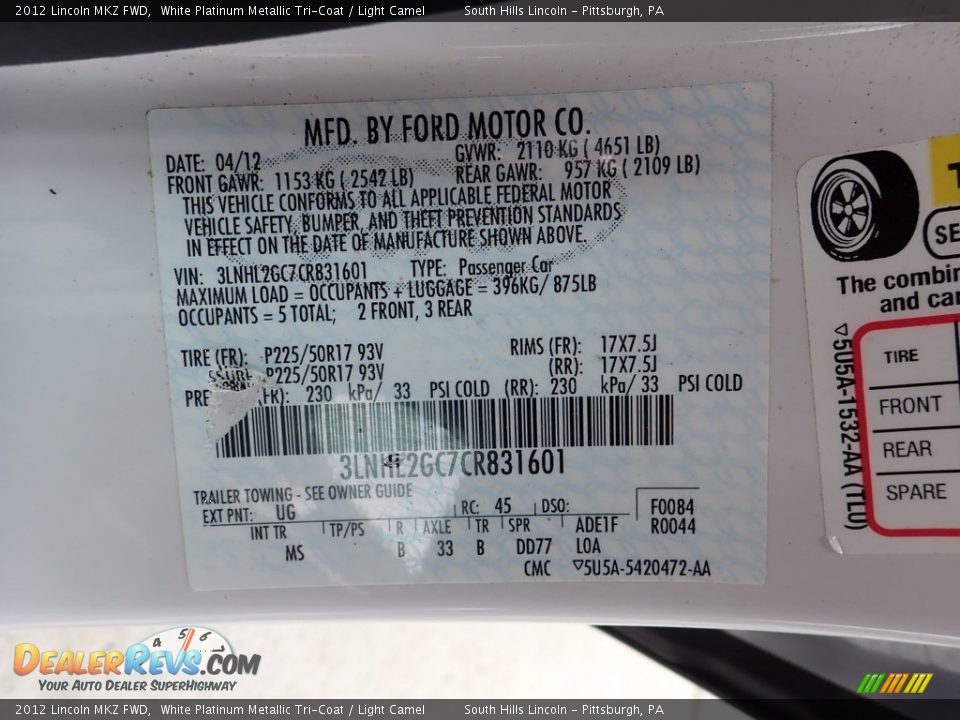 2012 Lincoln MKZ FWD, White Platinum Metallic Tri-Coat / Light Camel South Hills Lincoln - Pittsburgh, PA
MFD. BY FORD MOTOR CO.
DATE: 04/12 GVWR: 2110 KG ( 4651 LB)
FRONT GAWR: 1153 KG ( 2542 LB) REAR GAWR: 957 KG ( 2109 LB)
THIS VEHICLE CONFORMS TO ALL APPLICABLE FEDERAL MOTOR
VEHICLE SAFETY, BUMPER, AND THEFT PREVENTION STANDARDS
IN EFFECT ON THE DATE OF MANUFACTURE SHOWN ABOVE.
VIN: 3LNHL2GC7CR831601 TYPE: Passenger Car
MAXIMUM LOAD = OCCUPANTS + LUGGAGE = 396KG/ 875LB
OCCUPANTS = 5 TOTAL; 2 FRONT, 3 REAR
TIRE (FR): P225/50R17 93V RIMS (FR): 17X7.5J
P225/50R17 93V (RR): 17X7.5J
PRE (FR): 230 kPa/ 33 PSI COLD (RR): 230 kPa/ 33 PSI COLD
3LNHL2GC7CR831601
TRAILER TOWING - SEE OWNER GUIDE
EXT PNT: UG RC: 45 DSO: F0084
INT TR TP/PS R AXLE TR SPR ADE1F R0044
MS B 33 B DD77 LOA
CMC ▽5U5A-5420472-AA
T
SE
The combin
and car
▽5U5A-1532-AA (TLU)
TIRE
FRONT
REAR
SPARE
4 5 6
DEALERREVS.COM
YOUR AUTO DEALER SUPERHIGHWAY
2012 Lincoln MKZ FWD, White Platinum Metallic Tri-Coat / Light Camel South Hills Lincoln - Pittsburgh, PA